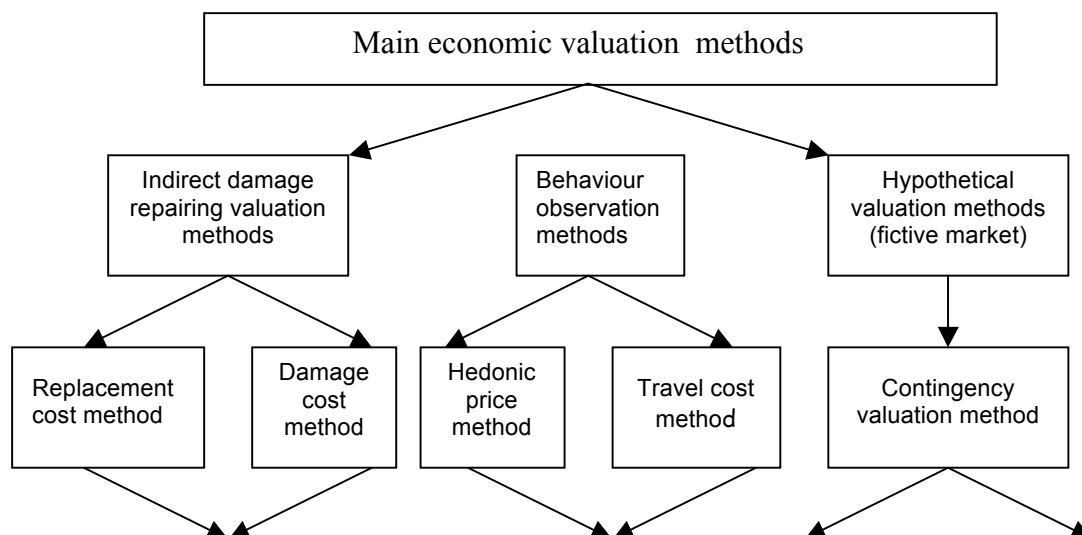 Main economic valuation methods
Indirect damage
repairing valuation
methods
Behaviour
observation
methods
Hypothetical
valuation methods
(fictive market)
Replacement
cost method
Damage
cost
method
Hedonic
price
method
Travel cost
method
Contingency
valuation method